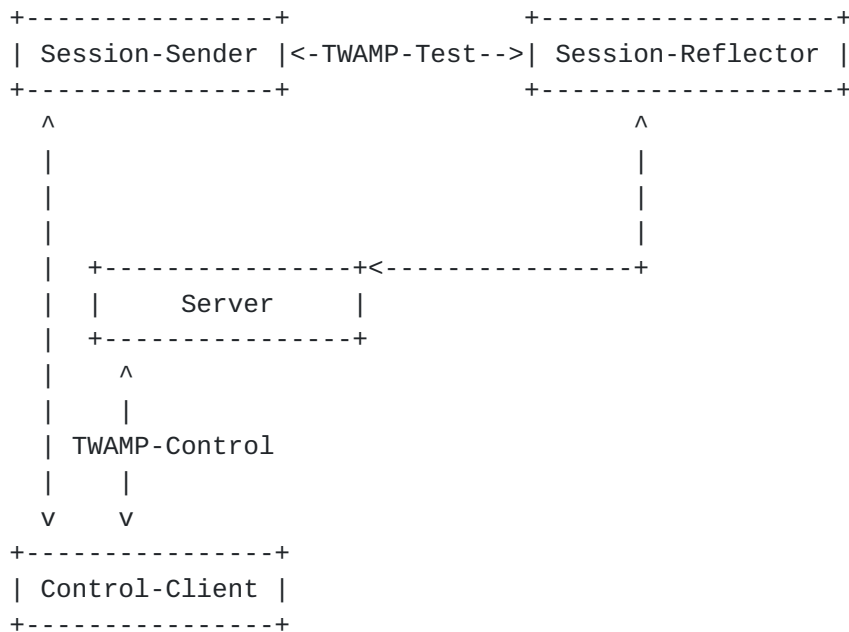 +----------------+               +-------------------+
| Session-Sender |<-TWAMP-Test-->| Session-Reflector |
+----------------+               +-------------------+
  ^                                     ^
  |                                     |
  |                                     |
  |                                     |
  |  +----------------+<----------------+
  |  |     Server     |
  |  +----------------+
  |    ^
  |    |
  | TWAMP-Control
  |    |
  v    v
+----------------+
| Control-Client |
+----------------+